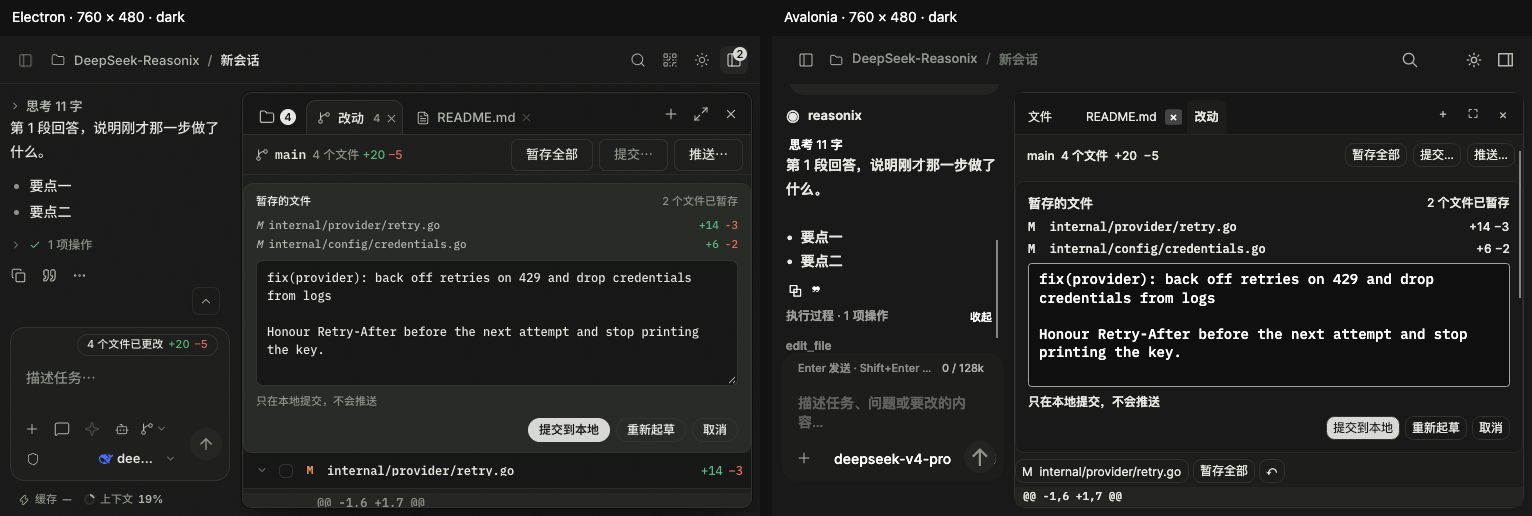 Electron · 760 × 480 · dark
DeepSeek-Reasonix / 新会话
2
思考 11 字
第 1 段回答，说明刚才那一步做了
什么。
• 要点一
• 要点二
1 项操作
4 个文件已更改 +20 −5
描述任务…
dee...
缓存 — 上下文 19%
4 改动 4 × README.md ×
main 4 个文件 +20 −5 暂存全部 提交… 推送…
暂存的文件 2 个文件已暂存
M internal/provider/retry.go +14 -3
M internal/config/credentials.go +6 -2
fix(provider): back off retries on 429 and drop credentials
from logs
Honour Retry-After before the next attempt and stop printing
the key.
只在本地提交，不会推送
提交到本地 重新起草 取消
M internal/provider/retry.go +14 −3
@@ -1,6 +1,7 @@
Avalonia · 760 × 480 · dark
DeepSeek-Reasonix / 新会话
reasonix
思考 11 字
第 1 段回答，说明刚才那一步做了
什么。
• 要点一
• 要点二
执行过程 · 1 项操作 收起
edit_file
Enter 发送 · Shift+Enter ... 0 / 128k
描述任务、问题或要改的内
容...
deepseek-v4-pro
文件 README.md × 改动
main 4 个文件 +20 −5 暂存全部 提交... 推送...
暂存的文件 2 个文件已暂存
M internal/provider/retry.go +14 −3
M internal/config/credentials.go +6 −2
fix(provider): back off retries on 429 and drop
credentials from logs
Honour Retry-After before the next attempt and stop
printing the key.
只在本地提交，不会推送
提交到本地 重新起草 取消
M internal/provider/retry.go 暂存全部
@@ -1,6 +1,7 @@